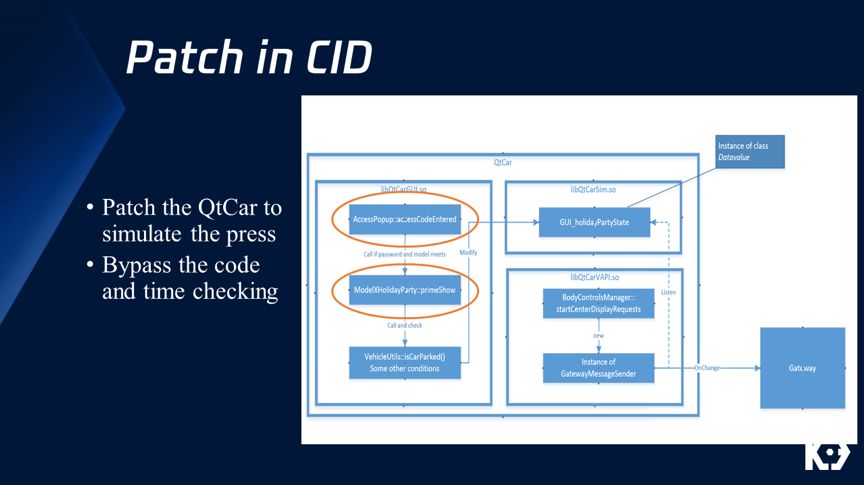 Patch in CID
• Patch the QtCar to
simulate the press
• Bypass the code
and time checking
Instance of class
Datavalue
QtCar
libQtCarGUI.so
AccessPopup::accessCodeEntered
Call if password and model meets
ModelXHolidayParty::primeShow
Call and check
VehicleUtils::isCarParked()
Some other conditions
Modify
libQtCarSim.so
GUI_holidayPartyState
libQtCarVAPI.so
BodyControlsManager::
startCenterDisplayRequests
new
Instance of
GatewayMessageSender
Listen
OnChange
Gateway